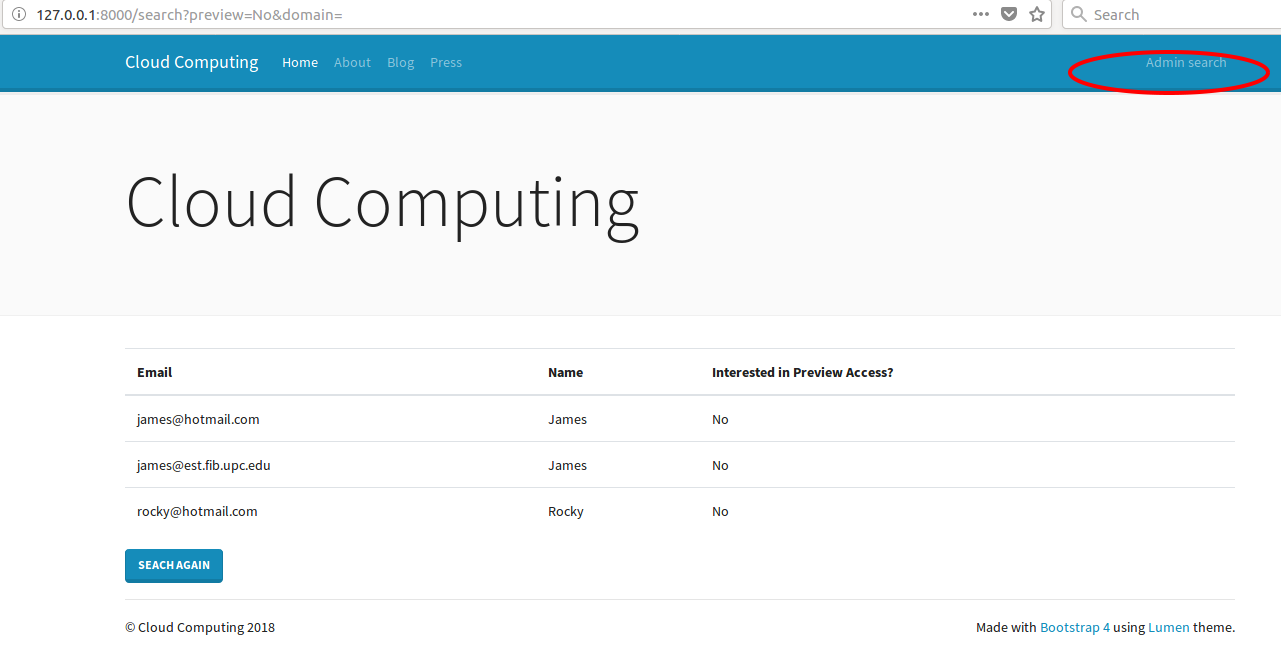 127.0.0.1:8000/search?preview=No&domain= ••• Search
Cloud Computing Home About Blog Press Admin search
Cloud Computing
Email Name Interested in Preview Access?
james@hotmail.com James No
james@est.fib.upc.edu James No
rocky@hotmail.com Rocky No
SEACH AGAIN
© Cloud Computing 2018 Made with Bootstrap 4 using Lumen theme.